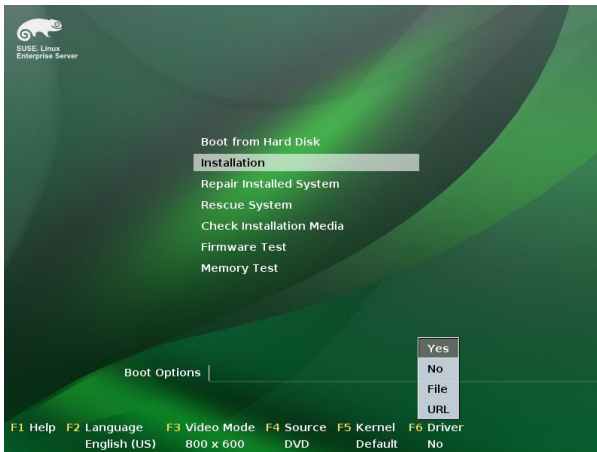 SUSE. Linux
Enterprise Server
Boot from Hard Disk
Installation
Repair Installed System
Rescue System
Check Installation Media
Firmware Test
Memory Test
Yes
No
File
URL
Boot Options
F1 Help F2 Language F3 Video Mode F4 Source F5 Kernel F6 Driver
English (US) 800 x 600 DVD Default No